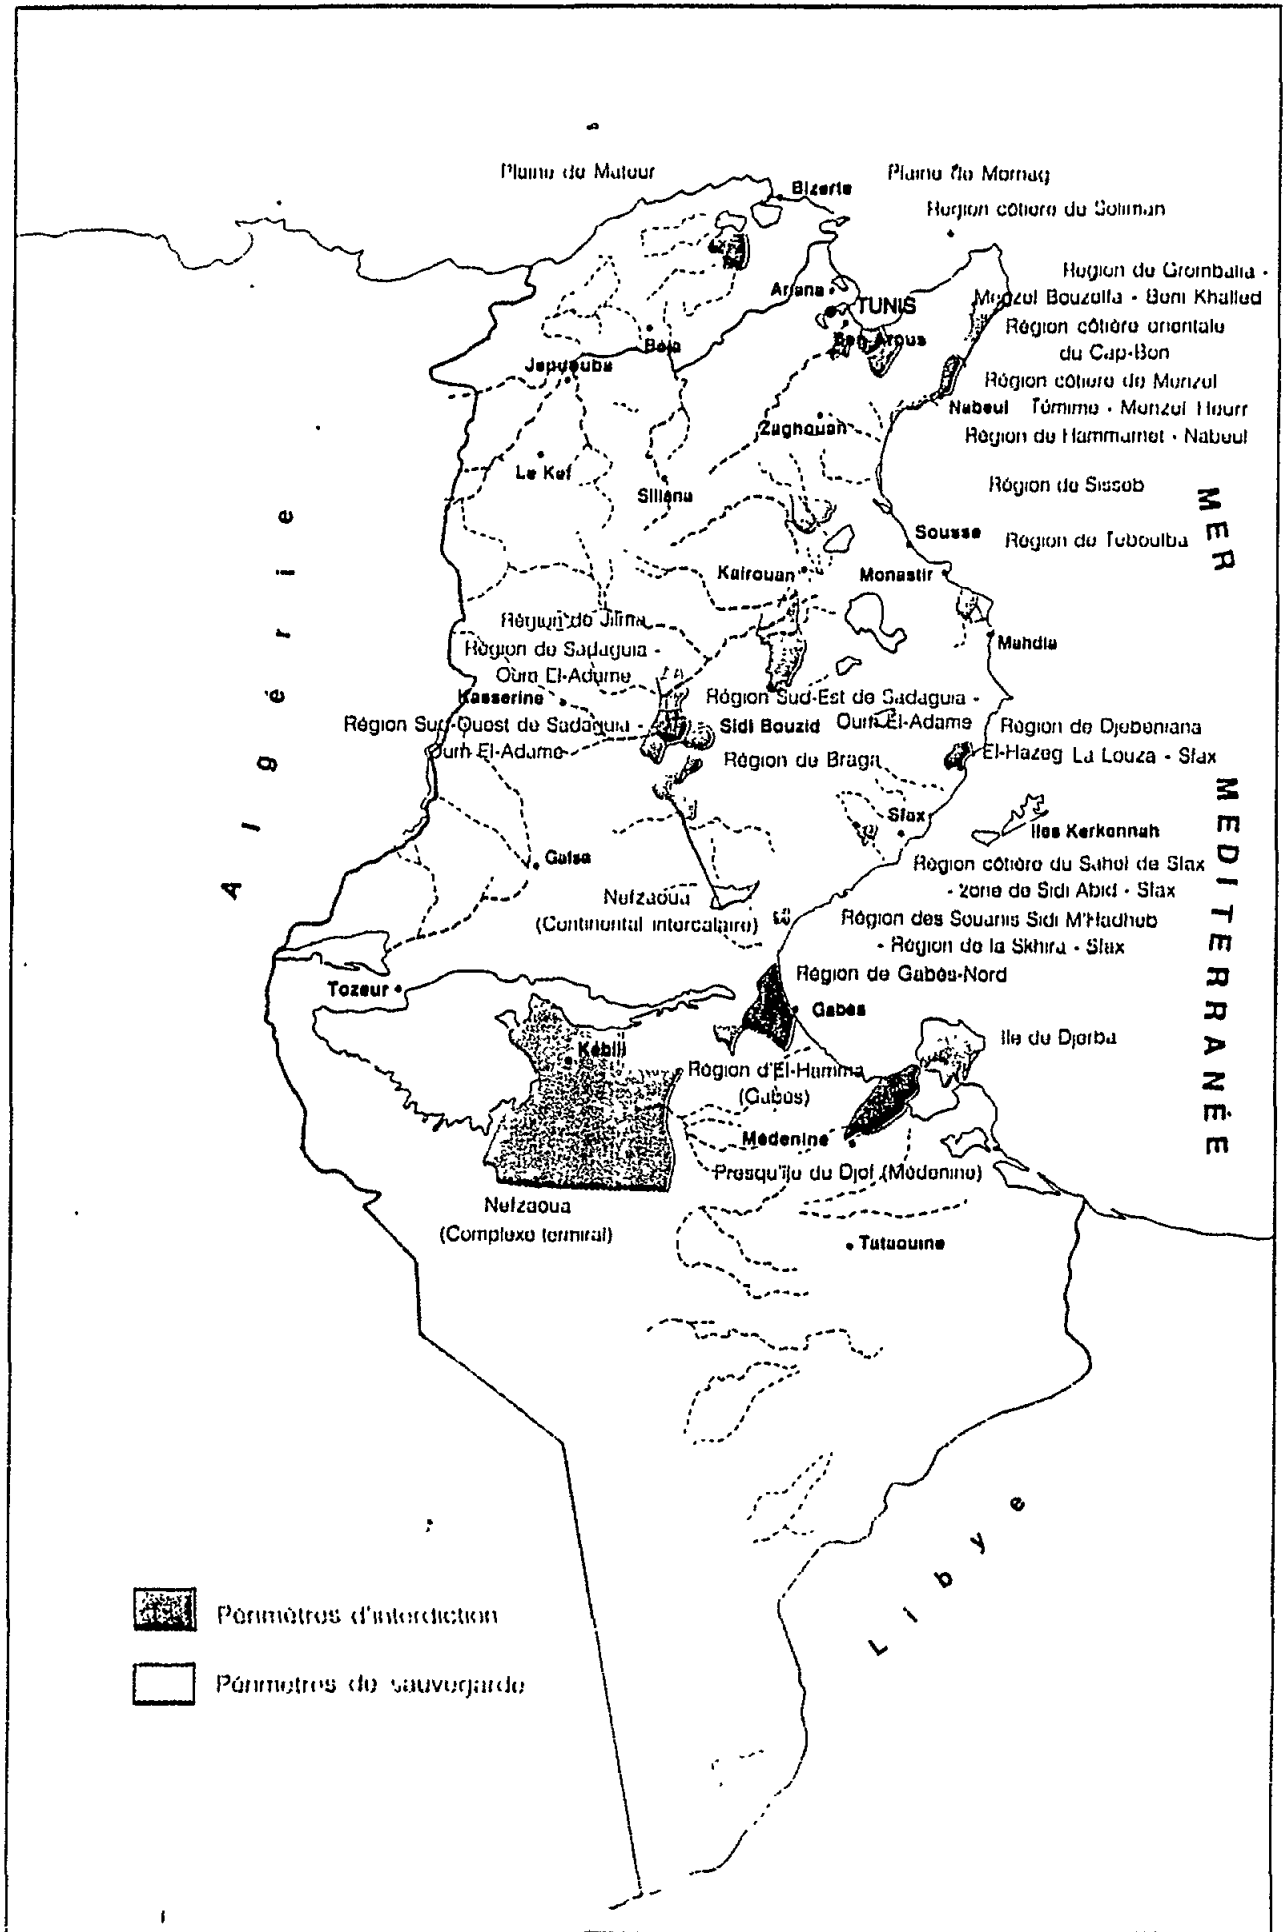 Plaine de Mateur
Plaine de Mornag
Bizerte
Région côtière du Soliman
Région de Grombalia -
Menzel Bouzelfa - Beni Khalled
Ariana
TUNIS
Région côtière orientale
du Cap-Bon
Ben Arous
Beja
Jendouba
Région côtière de Menzel
Nabeul
Témime - Menzel Heurr
Zaghouan
Région de Hammamet - Nabeul
Le Kef
Siliana
Région de Sisseb
Sousse
Région de Teboulba
Kairouan
Monastir
Région de Jilma
Mahdia
Région de Sadaguia -
Oum El-Adame
Kasserine
Région Sud-Est de Sadaguia -
Oum El-Adame
Région Sud-Ouest de Sadaguia -
Oum El-Adame
Sidi Bouzid
Région de Djebeniana
El-Hazeg La Louza - Sfax
Région de Braga
Sfax
Iles Kerkennah
Gafsa
Région côtière du Sahel de Sfax
- zone de Sidi Abid - Sfax
Nefzaoua
(Continental intercalaire)
Région des Souanis Sidi M'Hadheb
- Région de la Skhira - Sfax
Région de Gabès-Nord
Tozeur
Gabès
Ile de Djerba
Kébili
Région d'El-Hamma
(Gabès)
Médenine
Presqu'île du Djof (Médenine)
Nefzaoua
(Complexe terminal)
Tataouine
Algérie
MER
MEDITERRANÉE
Libye
Périmètres d'interdiction
Périmetres de sauvegarde